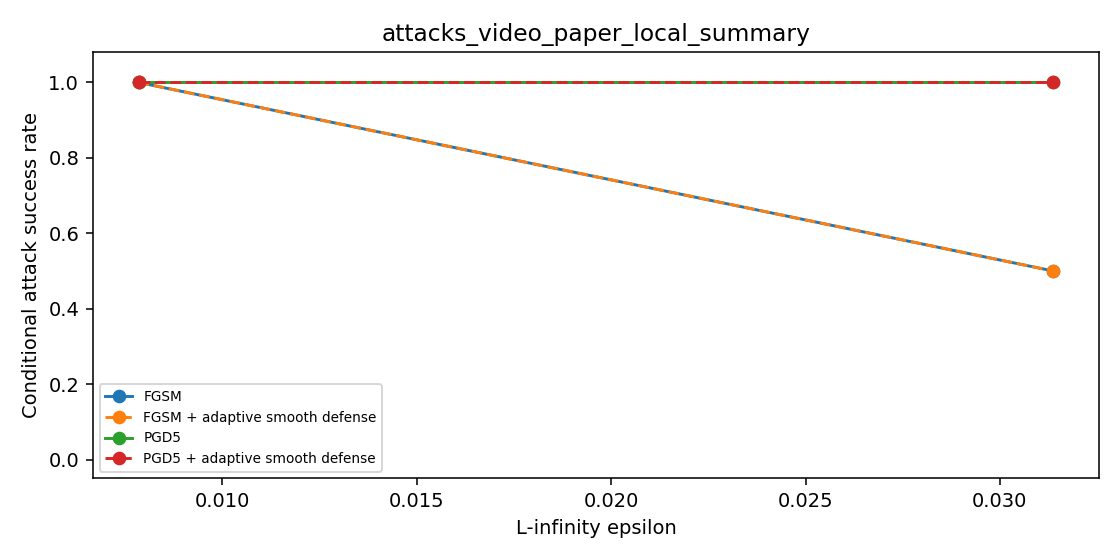 attacks_video_paper_local_summary
Conditional attack success rate
1.0
0.8
0.6
0.4
0.2
0.0
FGSM
FGSM + adaptive smooth defense
PGD5
PGD5 + adaptive smooth defense
0.010 0.015 0.020 0.025 0.030
L-infinity epsilon